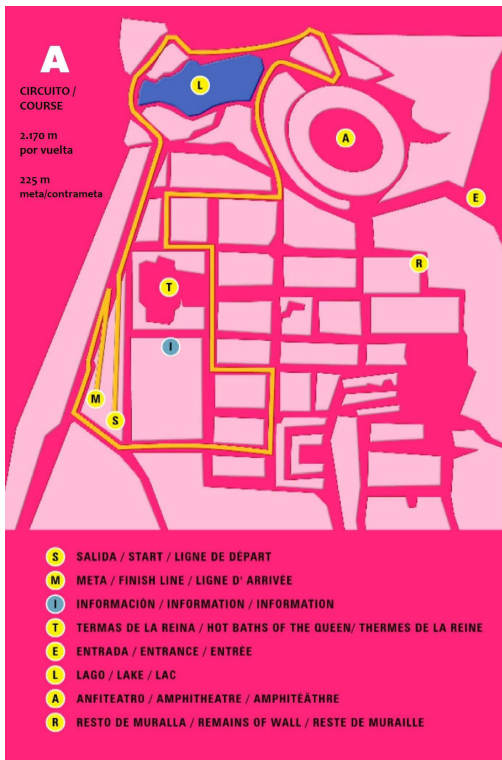 A
CIRCUITO /
COURSE
2.170 m
por vuelta
225 m
meta/contrameta
L
A
E
R
T
I
M
S
S SALIDA / START / LIGNE DE DÉPART
M META / FINISH LINE / LIGNE D' ARRIVÉE
I INFORMACIÓN / INFORMATION / INFORMATION
T TERMAS DE LA REINA / HOT BATHS OF THE QUEEN/ THERMES DE LA REINE
E ENTRADA / ENTRANCE / ENTRÉE
L LAGO / LAKE / LAC
A ANFITEATRO / AMPHITHEATRE / AMPHITÉÂTHRE
R RESTO DE MURALLA / REMAINS OF WALL / RESTE DE MURAILLE